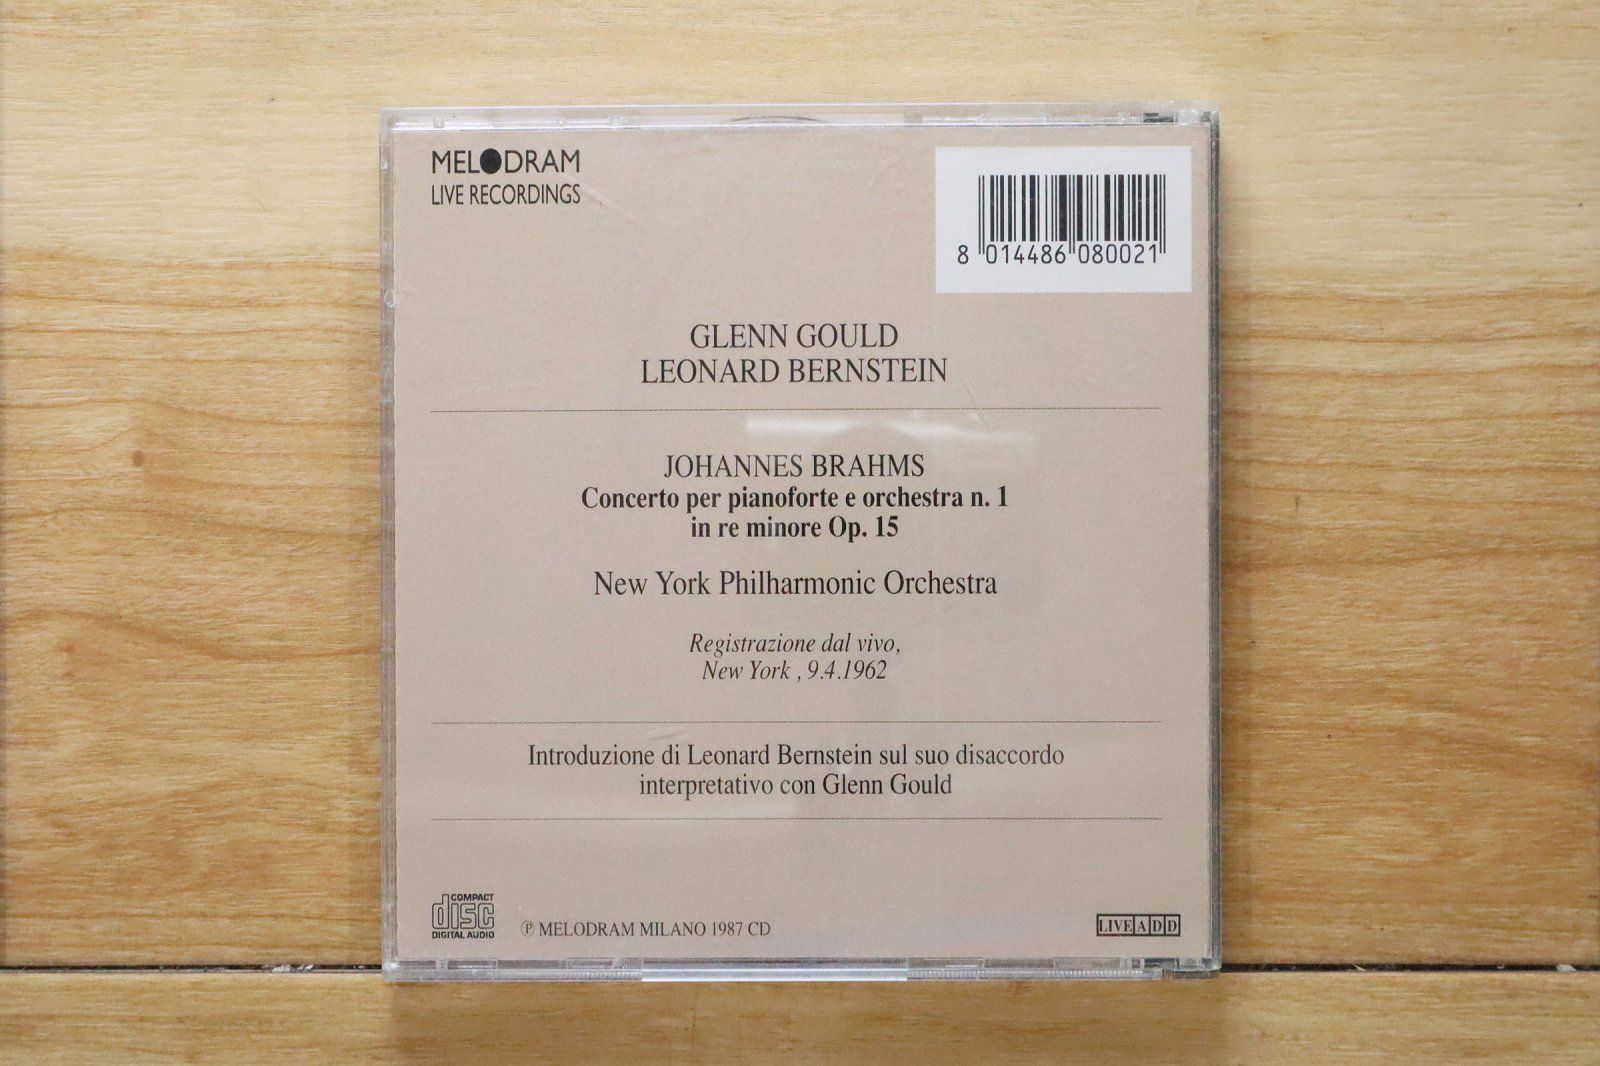 MELODRAM
LIVE RECORDINGS
8 014486 080021
GLENN GOULD
LEONARD BERNSTEIN
JOHANNES BRAHMS
Concerto per pianoforte e orchestra n. 1
in re minore Op. 15
New York Philharmonic Orchestra
Registrazione dal vivo,
New York , 9.4.1962
Introduzione di Leonard Bernstein sul suo disaccordo
interpretativo con Glenn Gould
COMPACT
disc
DIGITAL AUDIO
℗ MELODRAM MILANO 1987 CD
LIVE A D D